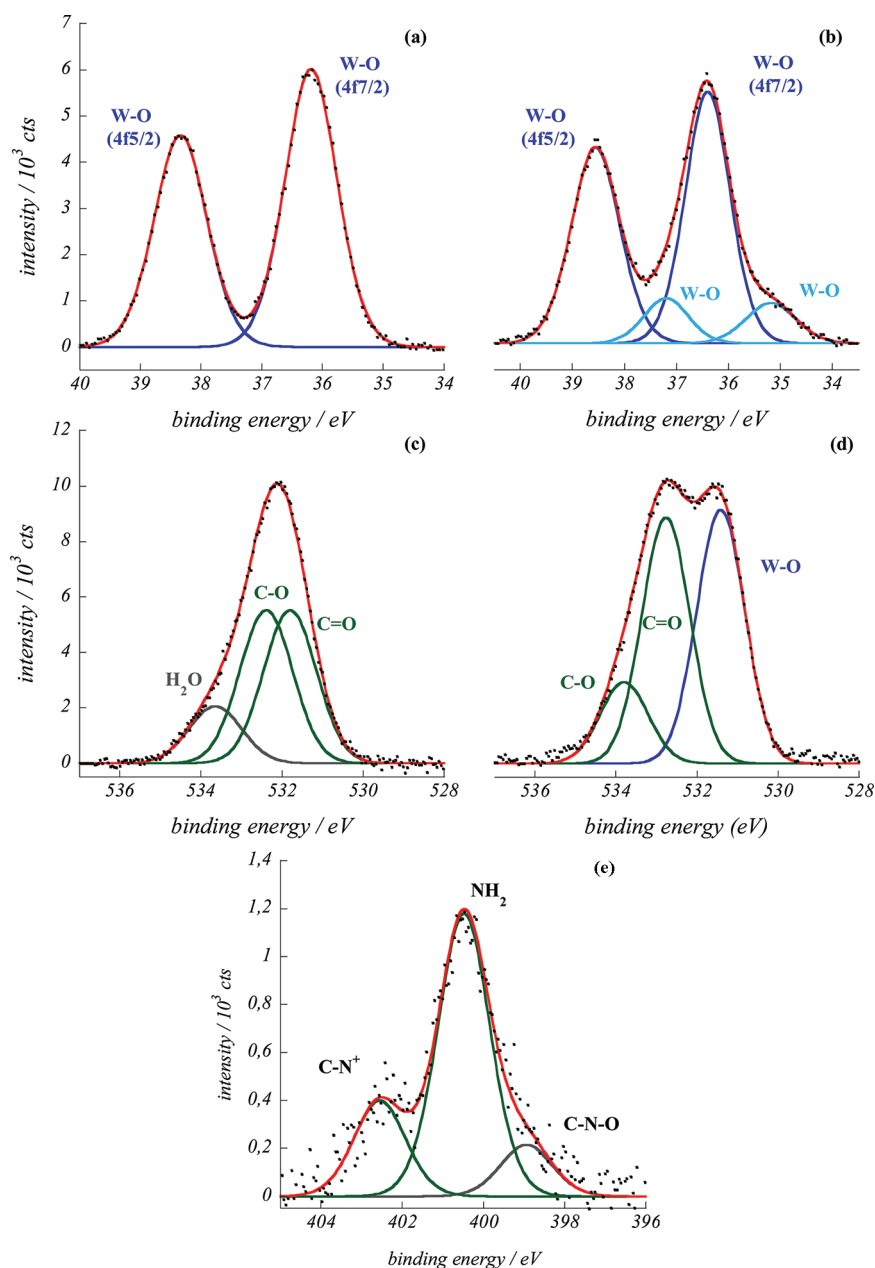 (a)
7
6
5
4
3
2
1
0
intensity / 10³ cts
W-O
(4f5/2)
W-O
(4f7/2)
40 39 38 37 36 35 34
binding energy / eV
(b)
W-O
(4f5/2)
W-O
(4f7/2)
W-O
W-O
40 39 38 37 36 35 34
binding energy / eV
(c)
12
10
8
6
4
2
0
intensity / 10³ cts
C-O
C=O
H₂O
536 534 532 530 528
binding energy / eV
(d)
W-O
C=O
C-O
536 534 532 530 528
binding energy (eV)
(e)
1,4
1,2
1
0,8
0,6
0,4
0,2
0
intensity / 10³ cts
NH₂
C-N⁺
C-N-O
404 402 400 398 396
binding energy / eV